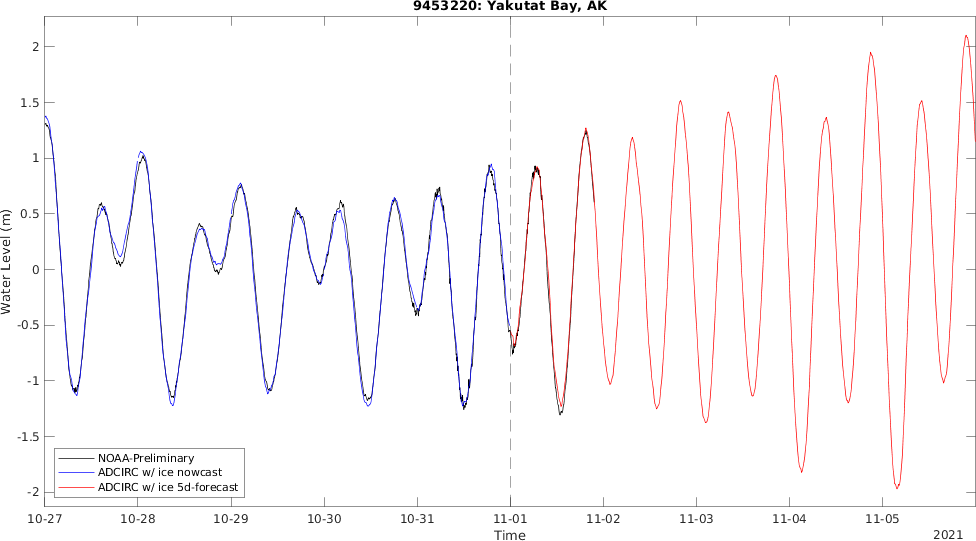 9453220: Yakutat Bay, AK
Water Level (m)
2
1.5
1
0.5
0
-0.5
-1
-1.5
-2
NOAA-Preliminary
ADCIRC w/ ice nowcast
ADCIRC w/ ice 5d-forecast
10-27 10-28 10-29 10-30 10-31 11-01 11-02 11-03 11-04 11-05
Time
2021